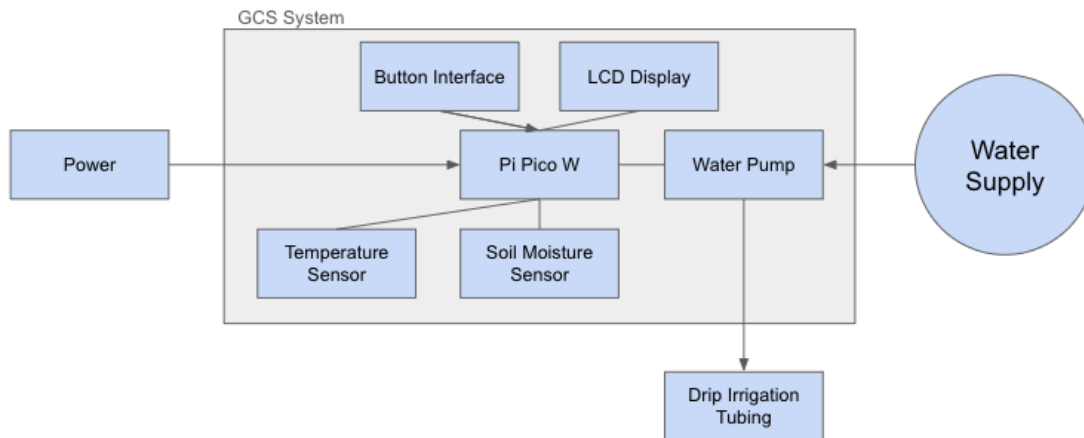 GCS System
Button Interface
LCD Display
Power
Pi Pico W
Water Pump
Water
Supply
Temperature
Sensor
Soil Moisture
Sensor
Drip Irrigation
Tubing